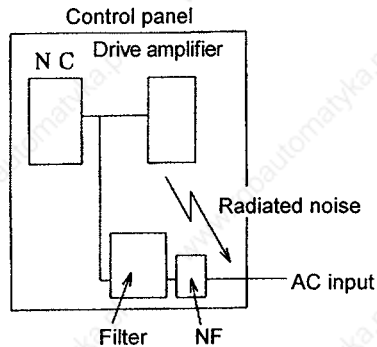 Control panel
Drive amplifier
N C
Radiated noise
AC input
Filter
NF